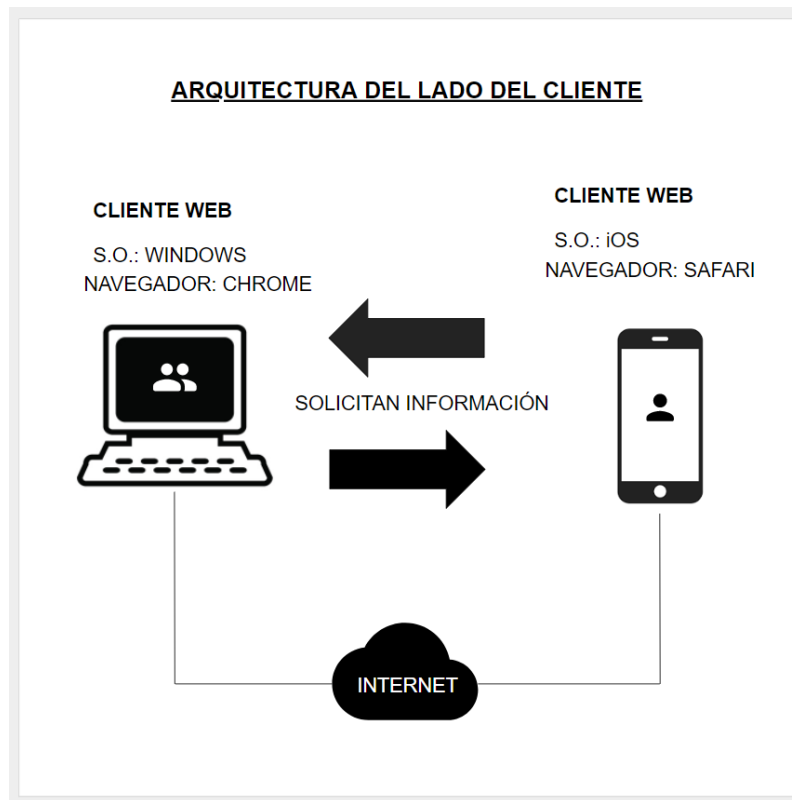 ARQUITECTURA DEL LADO DEL CLIENTE
CLIENTE WEB
S.O.: WINDOWS
NAVEGADOR: CHROME
CLIENTE WEB
S.O.: iOS
NAVEGADOR: SAFARI
SOLICITAN INFORMACIÓN
INTERNET